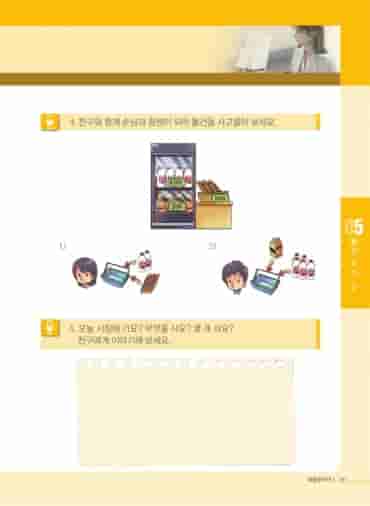 4. 친구와 함께 손님과 점원이 되어 물건을 사고팔아 보세요.
1)
2)
5. 오늘 시장에 가요? 무엇을 사요? 몇 개 사요?
친구에게 이야기해 보세요.
05